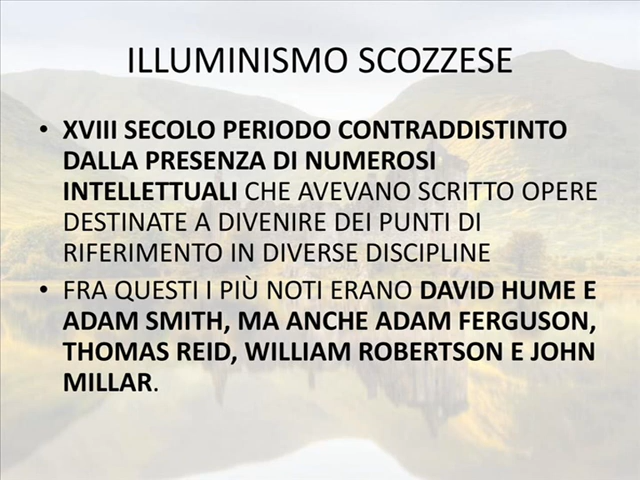 ILLUMINISMO SCOZZESE
• XVIII SECOLO PERIODO CONTRADDISTINTO
DALLA PRESENZA DI NUMEROSI
INTELLETTUALI CHE AVEVANO SCRITTO OPERE
DESTINATE A DIVENIRE DEI PUNTI DI
RIFERIMENTO IN DIVERSE DISCIPLINE
• FRA QUESTI I PIÙ NOTI ERANO DAVID HUME E
ADAM SMITH, MA ANCHE ADAM FERGUSON,
THOMAS REID, WILLIAM ROBERTSON E JOHN
MILLAR.